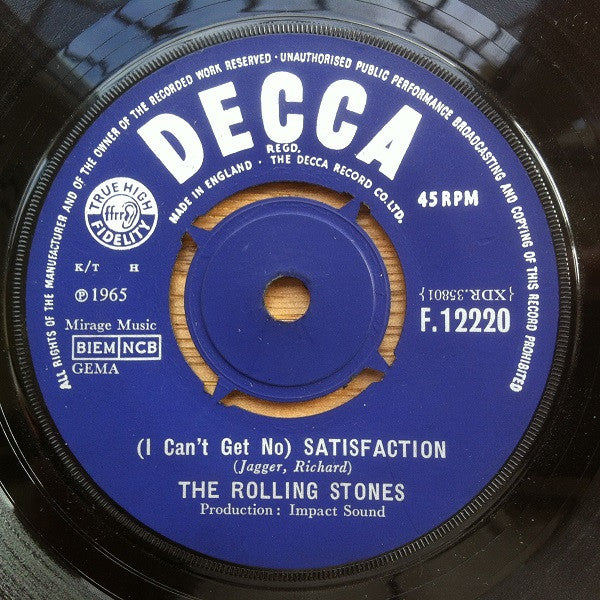 ALL RIGHTS OF THE MANUFACTURER AND OF THE OWNER OF THE RECORDED WORK RESERVED · UNAUTHORISED PUBLIC PERFORMANCE BROADCASTING AND COPYING OF THIS RECORD PROHIBITED
DECCA
REGD.
MADE IN ENGLAND · THE DECCA RECORD CO. LTD.
TRUE HIGH
ffrr
FIDELITY
45 RPM
K/T H
℗ 1965
{XDR.35801}
Mirage Music
F.12220
BIEM NCB
GEMA
(I Can't Get No) SATISFACTION
(Jagger, Richard)
THE ROLLING STONES
Production : Impact Sound